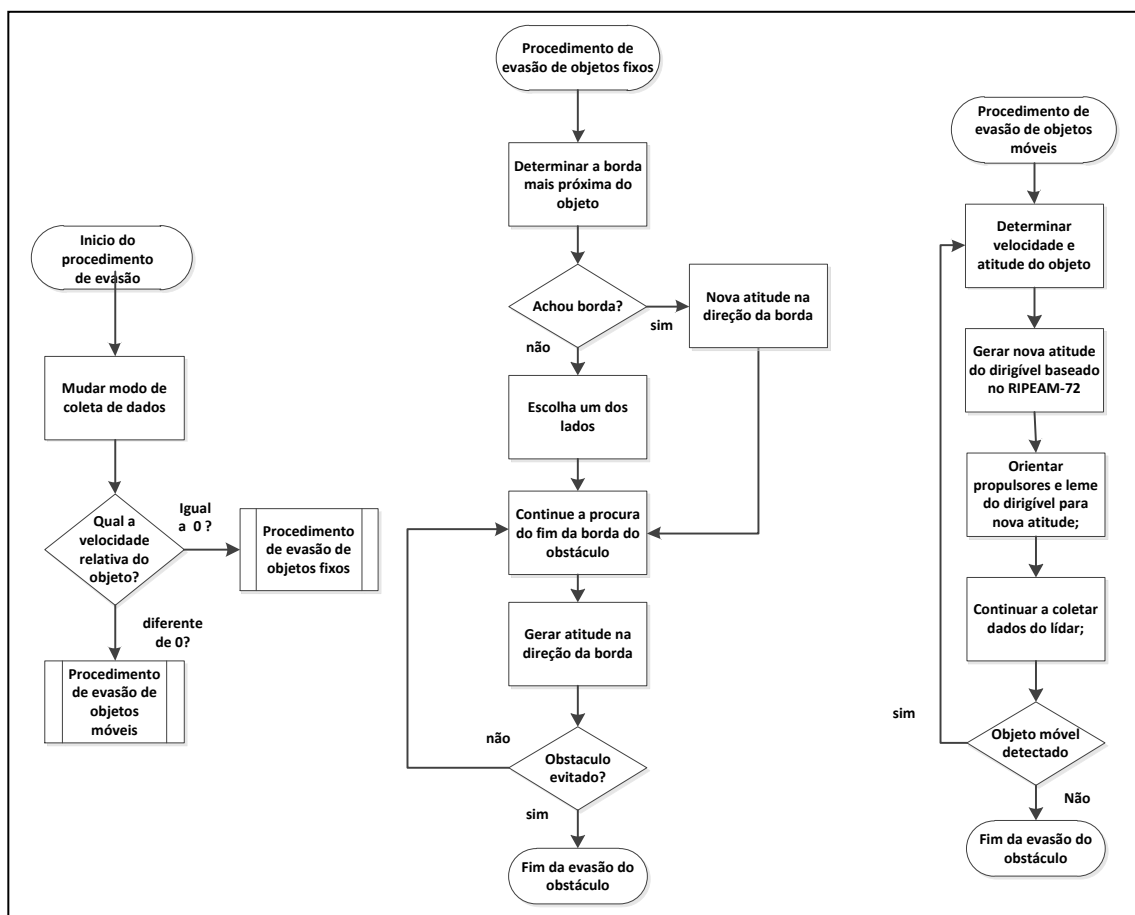 Inicio do
procedimento
de evasão
Mudar modo de
coleta de dados
Qual a
velocidade
relativa do
objeto?
Igual
a 0 ?
Procedimento
de evasão de
objetos fixos
diferente
de 0?
Procedimento
de evasão de
objetos
móveis
Procedimento de
evasão de objetos fixos
Determinar a borda
mais próxima do
objeto
Achou borda?
sim
Nova atitude na
direção da borda
não
Escolha um dos
lados
Continue a procura
do fim da borda do
obstáculo
Gerar atitude na
direção da borda
não
Obstaculo
evitado?
sim
Fim da evasão do
obstáculo
Procedimento de
evasão de objetos
móveis
Determinar
velocidade e
atitude do objeto
Gerar nova atitude
do dirigível baseado
no RIPEAM-72
Orientar
propulsores e leme
do dirigível para
nova atitude;
Continuar a coletar
dados do lídar;
sim
Objeto móvel
detectado
Não
Fim da evasão do
obstáculo